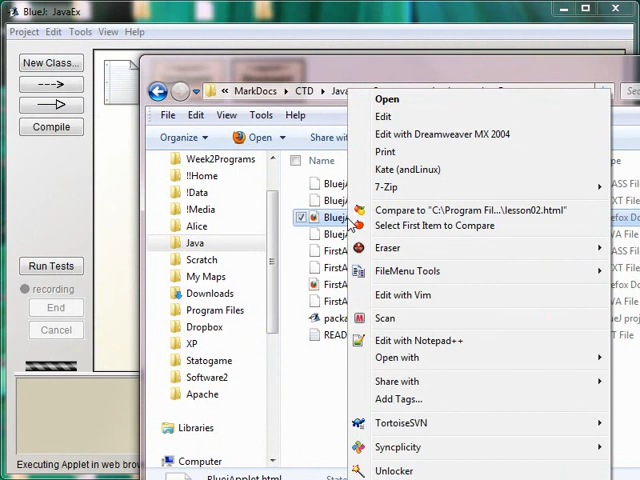 BlueJ: JavaEx
Project Edit Tools View Help
New Class...
Compile
Run Tests
recording
End
Cancel
Executing Applet in web brow
MarkDocs CTD Java
File Edit View Tools Help
Organize Open Share with
Week2Programs
!!Home
!Data
!Media
Alice
Java
Scratch
My Maps
Downloads
Program Files
Dropbox
XP
Statogame
Software2
Apache
Libraries
Computer
Name
BluejA
BluejA
BluejA
BluejA
FirstA
FirstA
FirstA
FirstA
packa
READ
BluejApplet.html
Open
Edit
Edit with Dreamweaver MX 2004
Print
Kate (andLinux)
7-Zip
Compare to "C:\Program Fil...\lesson02.html"
Select First Item to Compare
Eraser
FileMenu Tools
Edit with Vim
Scan
Edit with Notepad++
Open with
Share with
Add Tags...
TortoiseSVN
Syncplicity
Unlocker